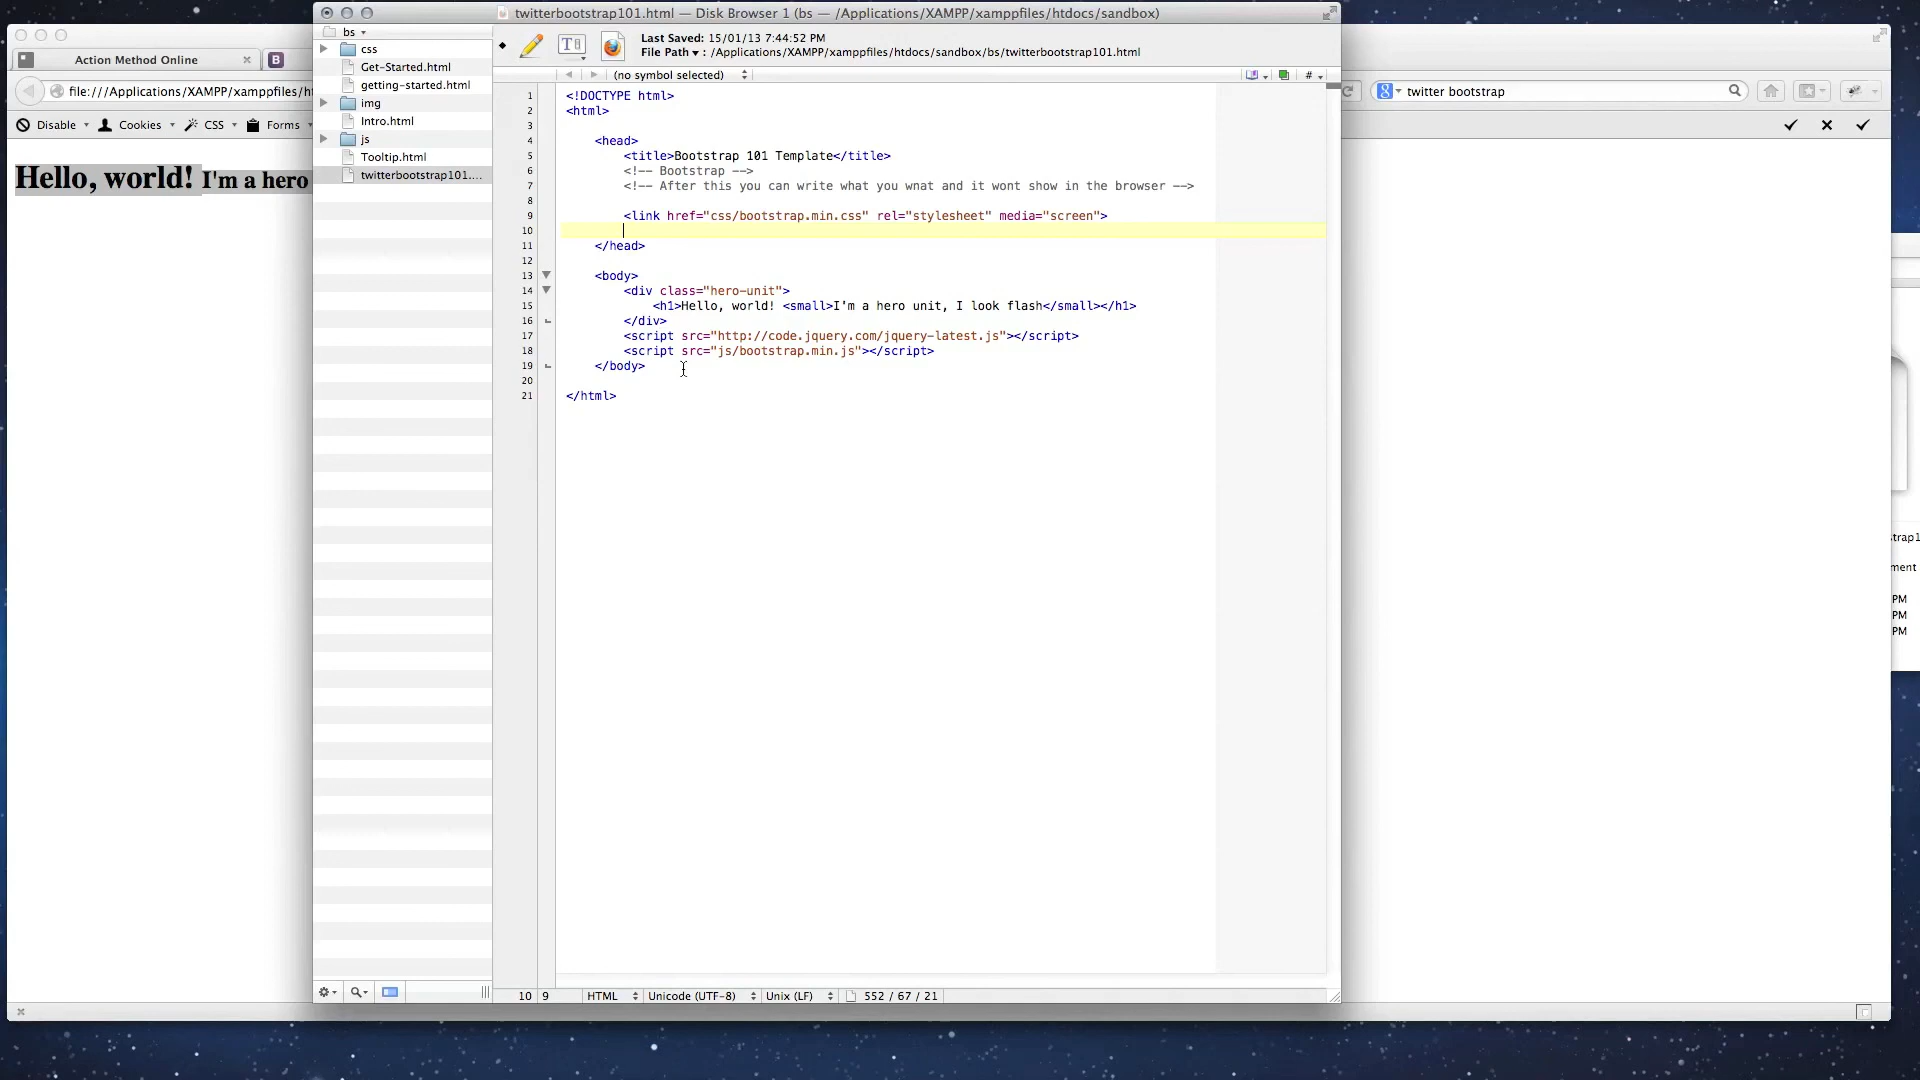 twitterbootstrap101.html — Disk Browser 1 (bs — /Applications/XAMPP/xamppfiles/htdocs/sandbox)
Action Method Online
file:///Applications/XAMPP/xamppfiles/h
Disable Cookies CSS Forms
Hello, world! I'm a hero
bs
css
Get-Started.html
getting-started.html
img
Intro.html
js
Tooltip.html
twitterbootstrap101....
Last Saved: 15/01/13 7:44:52 PM
File Path ▾ : /Applications/XAMPP/xamppfiles/htdocs/sandbox/bs/twitterbootstrap101.html
(no symbol selected)
#
1 <!DOCTYPE html>
2 <html>
3
4 <head>
5 <title>Bootstrap 101 Template</title>
6 <!-- Bootstrap -->
7 <!-- After this you can write what you wnat and it wont show in the browser -->
8
9 <link href="css/bootstrap.min.css" rel="stylesheet" media="screen">
10
11 </head>
12
13 <body>
14 <div class="hero-unit">
15 <h1>Hello, world! <small>I'm a hero unit, I look flash</small></h1>
16 </div>
17 <script src="http://code.jquery.com/jquery-latest.js"></script>
18 <script src="js/bootstrap.min.js"></script>
19 </body>
20
21 </html>
10 9 HTML Unicode (UTF-8) Unix (LF) 552 / 67 / 21
twitter bootstrap
trap1
ment
PM
PM
PM